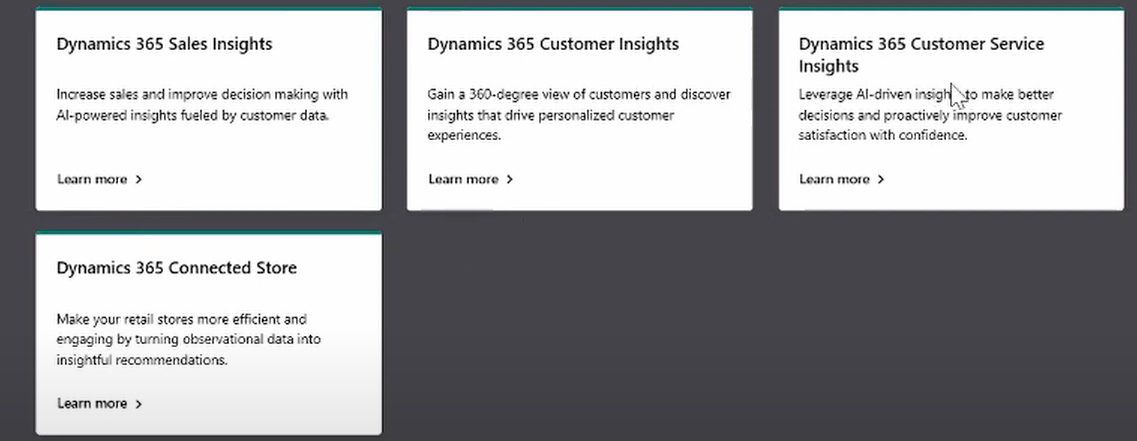 Dynamics 365 Sales Insights
Increase sales and improve decision making with
AI-powered insights fueled by customer data.
Learn more >
Dynamics 365 Customer Insights
Gain a 360-degree view of customers and discover
insights that drive personalized customer
experiences.
Learn more >
Dynamics 365 Customer Service
Insights
Leverage AI-driven to make better
decisions and proactively improve customer
satisfaction with confidence.
Learn more >
Dynamics 365 Connected Store
Make your retail stores more efficient and
engaging by turning observational data into
insightful recommendations.
Learn more >